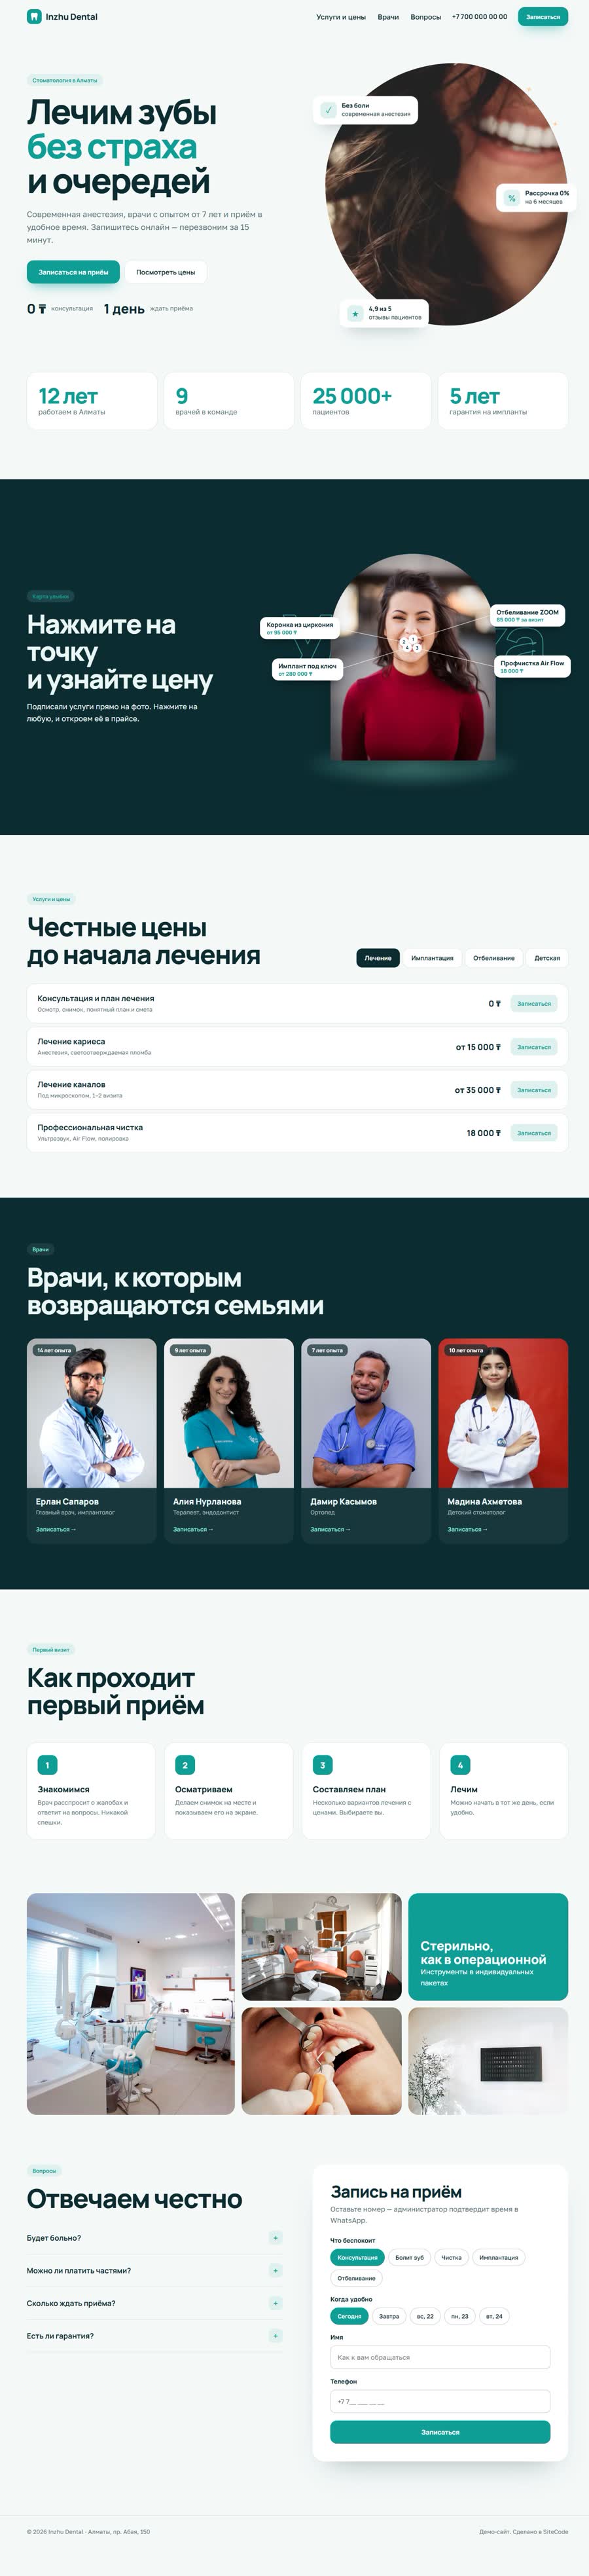 Inzhu Dental
Услуги и цены
Врачи
Вопросы
+7 700 000 00 00
Записаться
Стоматология в Алматы
Лечим зубы
без страха
и очередей
Современная анестезия, врачи с опытом от 7 лет и приём в
удобное время. Запишитесь онлайн — перезвоним за 15
минут.
Записаться на приём
Посмотреть цены
0 ₸ консультация
1 день ждать приёма
Без боли
современная анестезия
Рассрочка 0%
на 6 месяцев
4,9 из 5
отзывы пациентов
12 лет
работаем в Алматы
9
врачей в команде
25 000+
пациентов
5 лет
гарантия на импланты
Карта улыбки
Нажмите на
точку
и узнайте цену
Подписали услуги прямо на фото. Нажмите на
любую, и откроем её в прайсе.
Коронка из циркония
от 95 000 ₸
Отбеливание ZOOM
85 000 ₸ за визит
Имплант под ключ
от 280 000 ₸
Профчистка Air Flow
18 000 ₸
Услуги и цены
Честные цены
до начала лечения
Лечение
Имплантация
Отбеливание
Детская
Консультация и план лечения
Осмотр, снимок, понятный план и смета
0 ₸
Записаться
Лечение кариеса
Анестезия, светоотверждаемая пломба
от 15 000 ₸
Записаться
Лечение каналов
Под микроскопом, 1–2 визита
от 35 000 ₸
Записаться
Профессиональная чистка
Ультразвук, Air Flow, полировка
18 000 ₸
Записаться
Врачи
Врачи, к которым
возвращаются семьями
14 лет опыта
9 лет опыта
7 лет опыта
10 лет опыта
Ерлан Сапаров
Главный врач, имплантолог
Записаться →
Алия Нурланова
Терапевт, эндодонтист
Записаться →
Дамир Касымов
Ортопед
Записаться →
Мадина Ахметова
Детский стоматолог
Записаться →
Первый визит
Как проходит
первый приём
1
Знакомимся
Врач расспросит о жалобах и
ответит на вопросы. Никакой
спешки.
2
Осматриваем
Делаем снимок на месте и
показываем его на экране.
3
Составляем план
Несколько вариантов лечения с
ценами. Выбираете вы.
4
Лечим
Можно начать в тот же день, если
удобно.
Стерильно,
как в операционной
Инструменты в индивидуальных
пакетах
Вопросы
Отвечаем честно
Будет больно?
Можно ли платить частями?
Сколько ждать приёма?
Есть ли гарантия?
Запись на приём
Оставьте номер — администратор подтвердит время в
WhatsApp.
Что беспокоит
Консультация
Болит зуб
Чистка
Имплантация
Отбеливание
Когда удобно
Сегодня
Завтра
вс, 22
пн, 23
вт, 24
Имя
Как к вам обращаться
Телефон
+7 7__ ___ __ __
Записаться
© 2026 Inzhu Dental · Алматы, пр. Абая, 150
Демо-сайт. Сделано в SiteCode